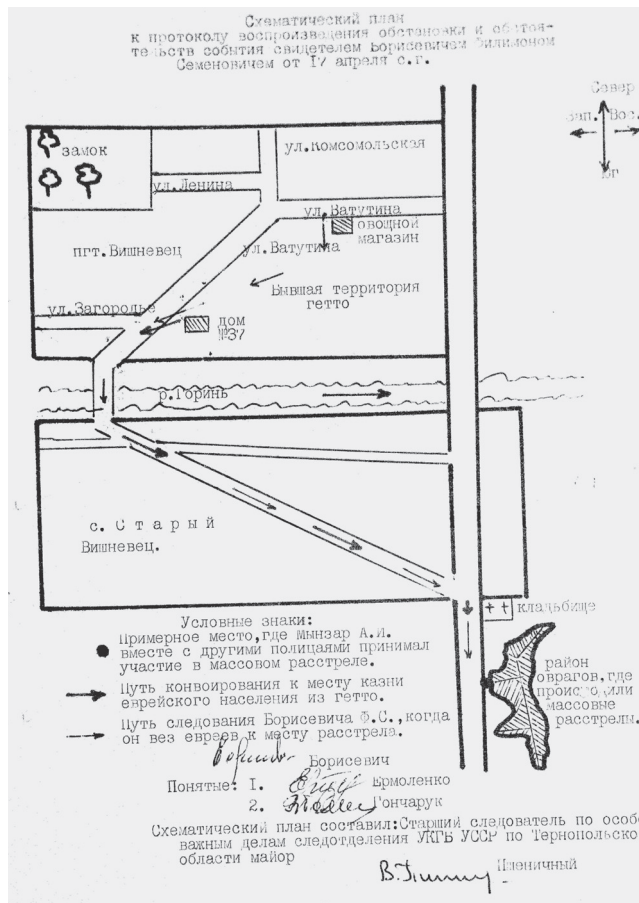 Схематический план
к протоколу воспроизведения обстановки и обстоя-
тельств события свидетелем Борисевичем Филимоном
Семеновичем от 17 апреля с.г.
Север
Зап. Вос.
Юг
замок
ул.Комсомольская
ул.Ленина
ул.Ватутина
овощной
магазин
пгт.Вишневец
ул.Ватутина
Бывшая территория
гетто
ул.Загородье
дом
№37
р.Горинь
с. Старый
Вишневец.
кладьбище
Условные знаки:
Примерное место,где Мынзар А.И.
вместе с другими полицаями принимал
участие в массовом расстреле.
Путь конвоирования к месту казни
еврейского населения из гетто.
Путь следования Борисевича Ф.С.,когда
он вез евреев к месту расстрела.
район
оврагов,где
происходили
массовые
расстрелы.
Борисевич
Понятые: I. Ермоленко
2. Гончарук
Схематический план составил:Старший следователь по особо
важным делам следотделения УКГБ УССР по Тернопольско
области майор
Пшеничный